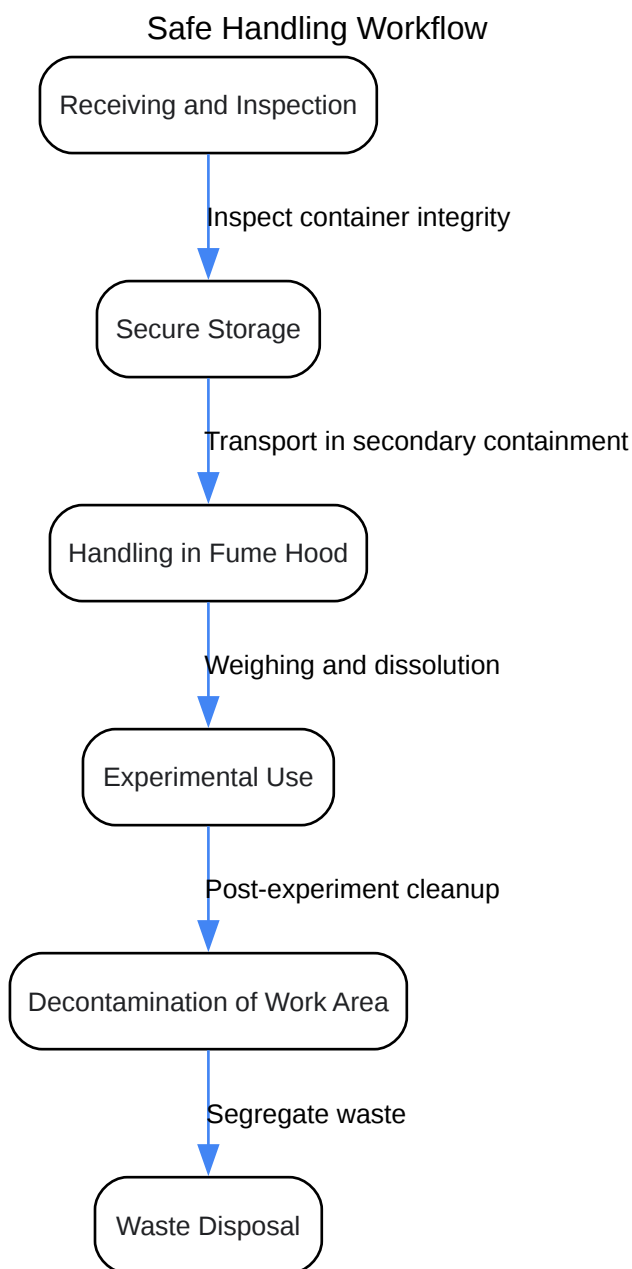 Safe Handling Workflow
Receiving and Inspection
Inspect container integrity
Secure Storage
Transport in secondary containment
Handling in Fume Hood
Weighing and dissolution
Experimental Use
Post-experiment cleanup
Decontamination of Work Area
Segregate waste
Waste Disposal